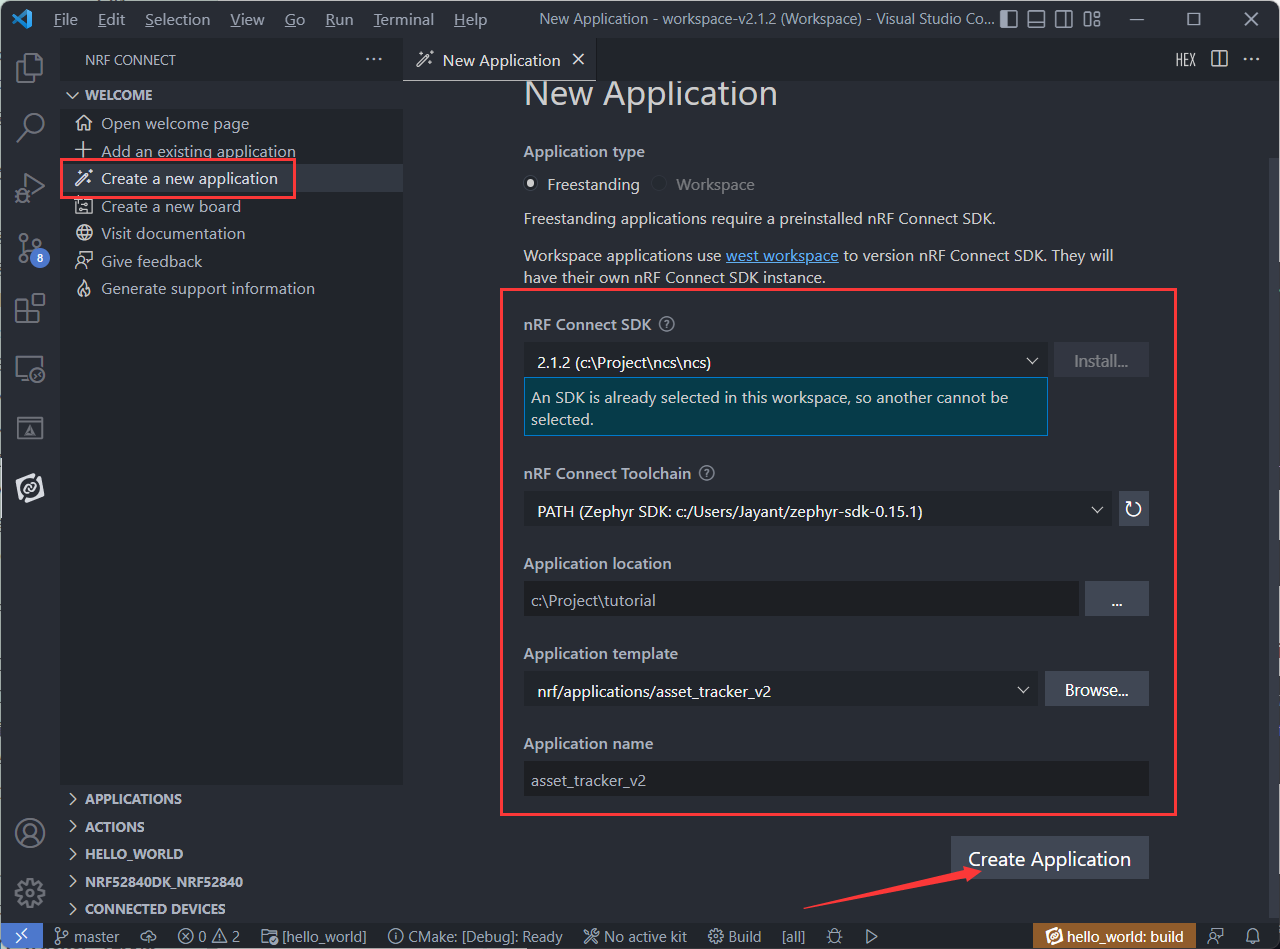 File Edit Selection View Go Run Terminal Help New Application - workspace-v2.1.2 (Workspace) - Visual Studio Co...
NRF CONNECT ...
New Application
HEX
WELCOME
Open welcome page
Add an existing application
Create a new application
Create a new board
Visit documentation
Give feedback
Generate support information
8
New Application
Application type
Freestanding Workspace
Freestanding applications require a preinstalled nRF Connect SDK.
Workspace applications use west workspace to version nRF Connect SDK. They will
have their own nRF Connect SDK instance.
nRF Connect SDK ?
2.1.2 (c:\Project\ncs\ncs) Install...
An SDK is already selected in this workspace, so another cannot be
selected.
nRF Connect Toolchain ?
PATH (Zephyr SDK: c:/Users/Jayant/zephyr-sdk-0.15.1)
Application location
c:\Project\tutorial ...
Application template
nrf/applications/asset_tracker_v2 Browse...
Application name
asset_tracker_v2
Create Application
APPLICATIONS
ACTIONS
HELLO_WORLD
NRF52840DK_NRF52840
CONNECTED DEVICES
master 0 2 [hello_world] CMake: [Debug]: Ready No active kit Build [all] hello_world: build